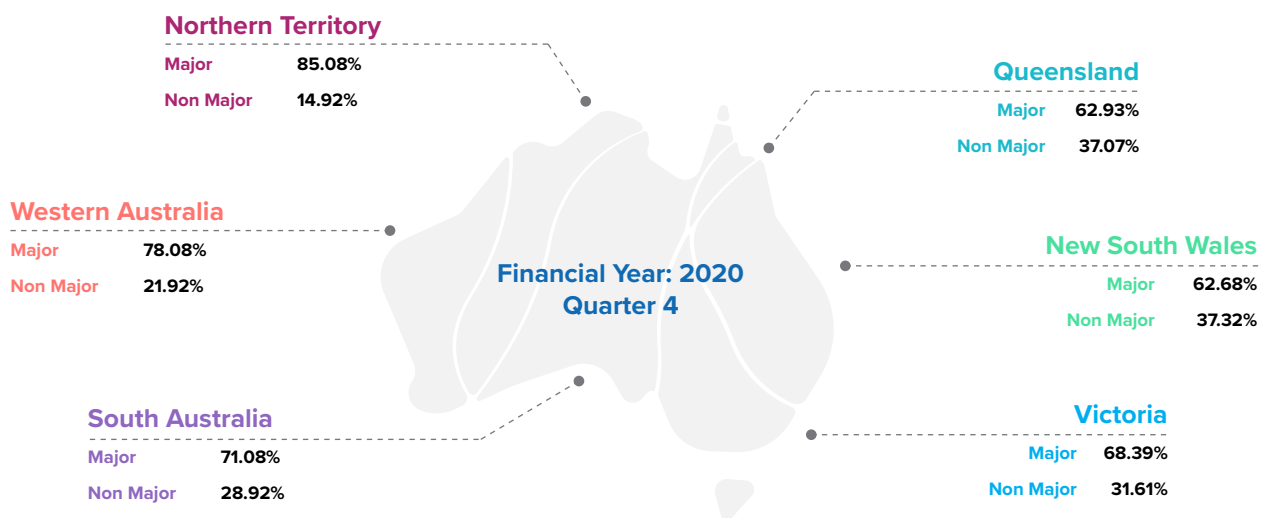 Northern Territory
Major 85.08%
Non Major 14.92%
Queensland
Major 62.93%
Non Major 37.07%
Western Australia
Major 78.08%
Non Major 21.92%
Financial Year: 2020
Quarter 4
New South Wales
Major 62.68%
Non Major 37.32%
South Australia
Major 71.08%
Non Major 28.92%
Victoria
Major 68.39%
Non Major 31.61%